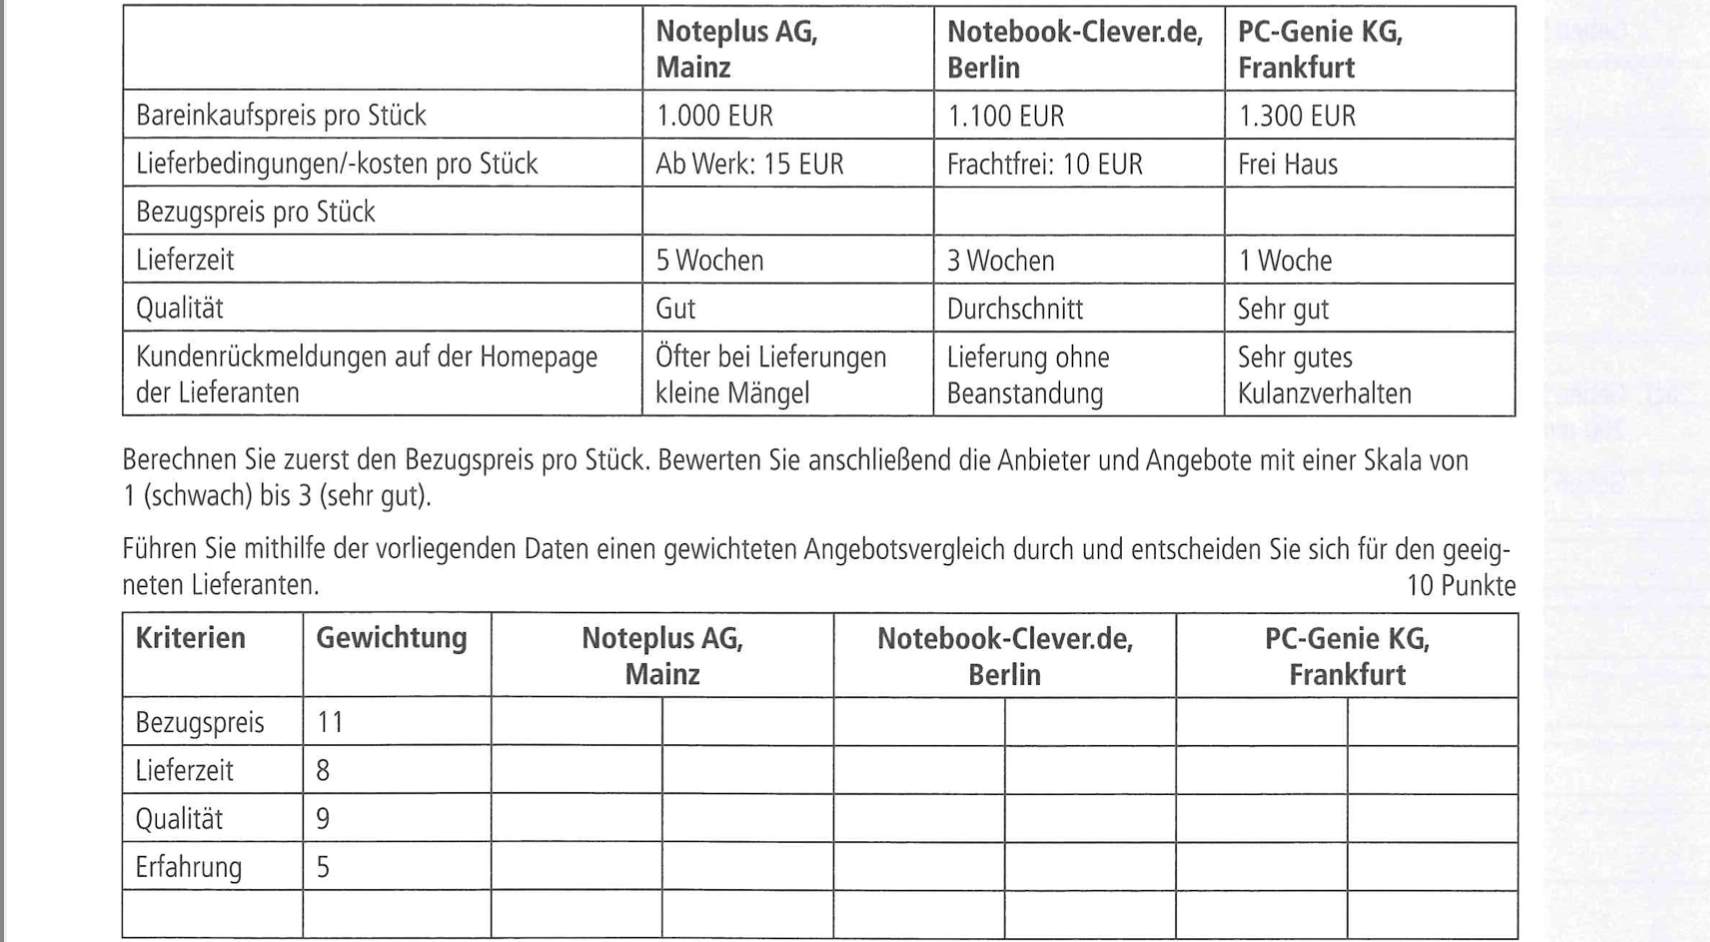 Noteplus AG, Mainz	Notebook-Clever.de, Berlin	PC-Genie KG, Frankfurt
Bareinkaufspreis pro Stück	1.000 EUR	1.100 EUR	1.300 EUR
Lieferbedingungen/-kosten pro Stück	Ab Werk: 15 EUR	Frachtfrei: 10 EUR	Frei Haus
Bezugspreis pro Stück
Lieferzeit	5 Wochen	3 Wochen	1 Woche
Qualität	Gut	Durchschnitt	Sehr gut
Kundenrückmeldungen auf der Homepage der Lieferanten	Öfter bei Lieferungen kleine Mängel	Lieferung ohne Beanstandung	Sehr gutes Kulanzverhalten
Berechnen Sie zuerst den Bezugspreis pro Stück. Bewerten Sie anschließend die Anbieter und Angebote mit einer Skala von
1 (schwach) bis 3 (sehr gut).
Führen Sie mithilfe der vorliegenden Daten einen gewichteten Angebotsvergleich durch und entscheiden Sie sich für den geeig-
neten Lieferanten.	10 Punkte
Kriterien	Gewichtung	Noteplus AG, Mainz	Notebook-Clever.de, Berlin	PC-Genie KG, Frankfurt
Bezugspreis	11
Lieferzeit	8
Qualität	9
Erfahrung	5